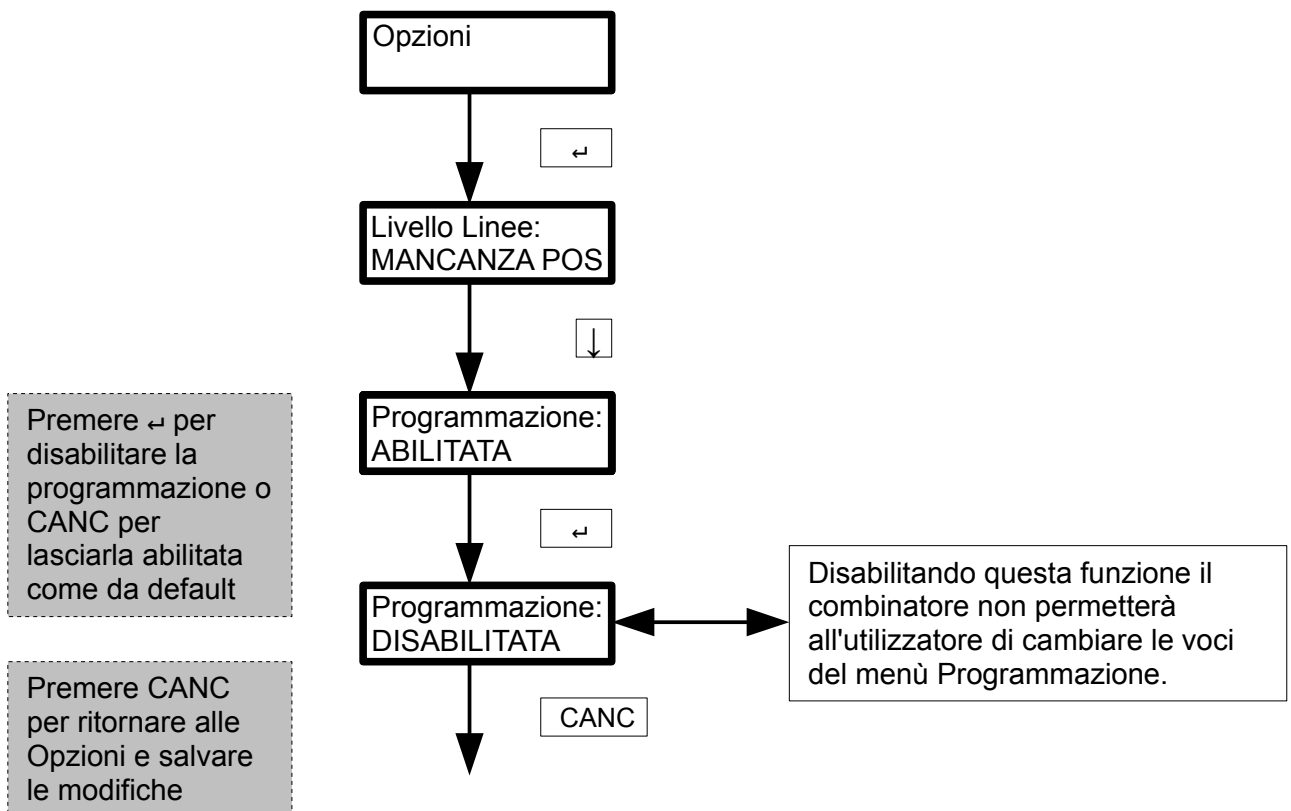 Opzioni
↵
Livello Linee:
MANCANZA POS
↓
Programmazione:
ABILITATA
Premere ↵ per
disabilitare la
programmazione o
CANC per
lasciarla abilitata
come da default
↵
Programmazione:
DISABILITATA
Disabilitando questa funzione il
combinatore non permetterà
all'utilizzatore di cambiare le voci
del menù Programmazione.
Premere CANC
per ritornare alle
Opzioni e salvare
le modifiche
CANC